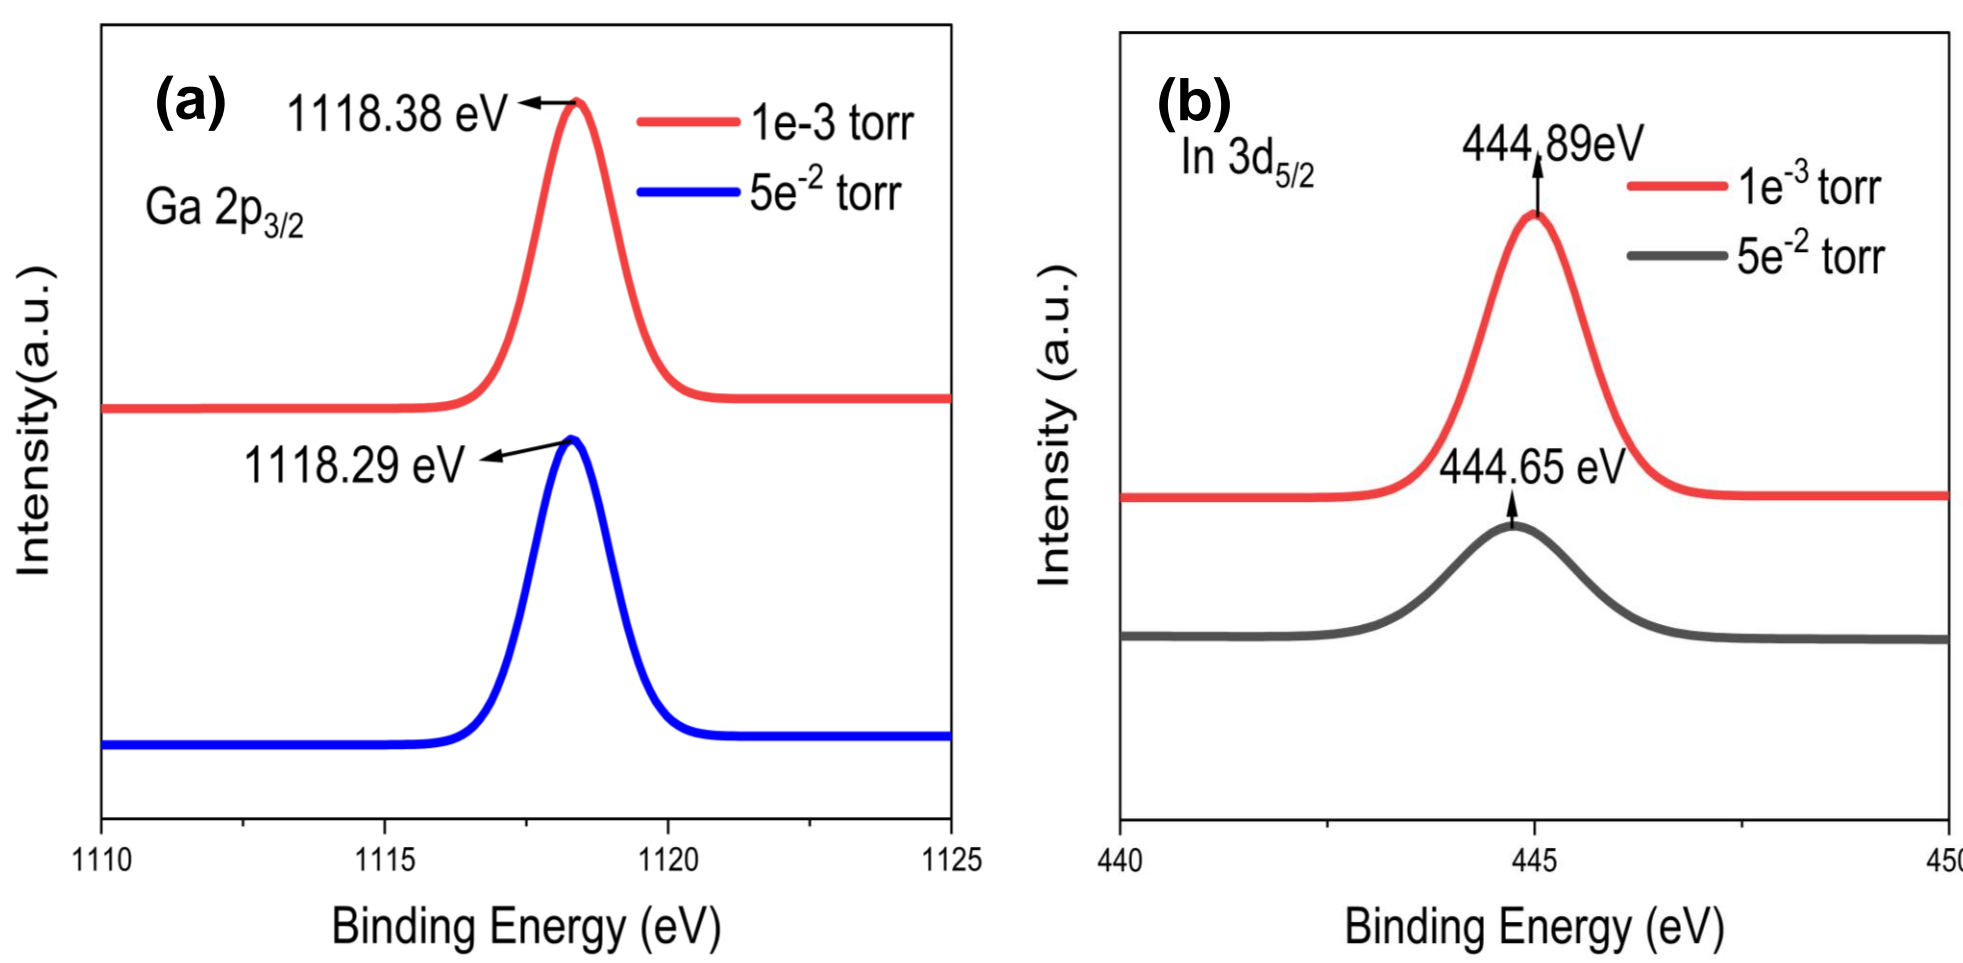 (a)
1118.38 eV
1e-3 torr
5e-2 torr
Ga 2p3/2
1118.29 eV
Intensity(a.u.)
1110
1115
1120
1125
Binding Energy (eV)
(b)
In 3d5/2
444.89eV
1e-3 torr
5e-2 torr
444.65 eV
Intensity (a.u.)
440
445
450
Binding Energy (eV)